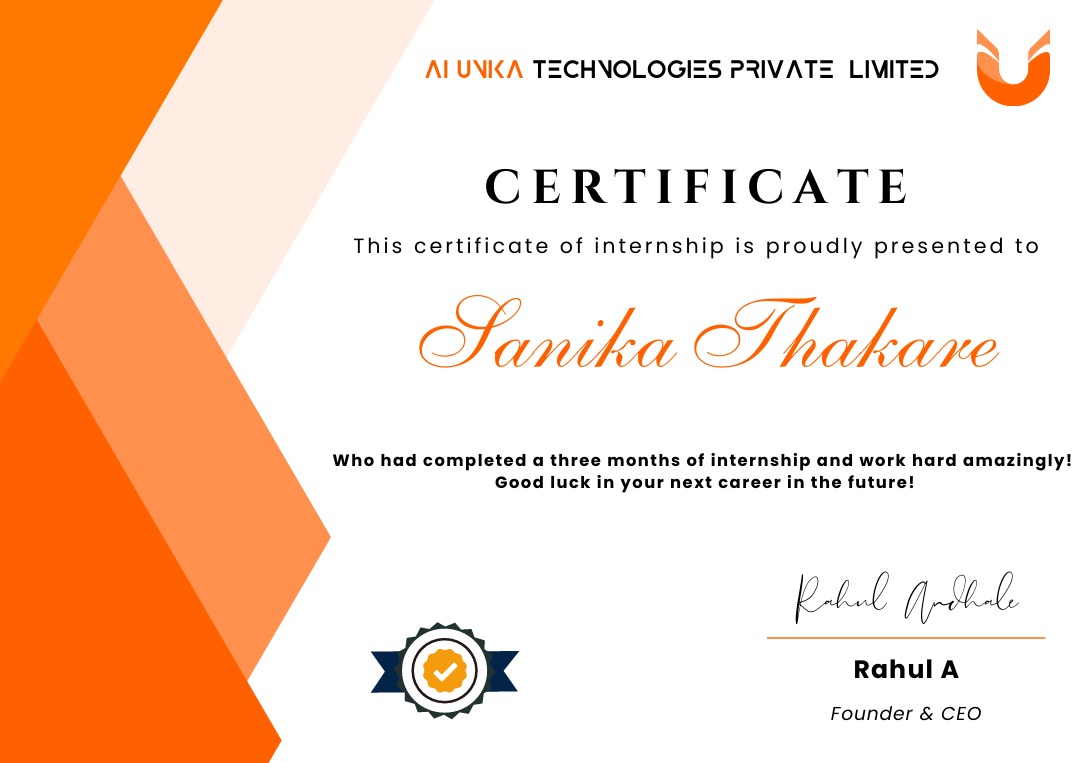 AI UNIKA TECHNOLOGIES PRIVATE LIMITED
CERTIFICATE
This certificate of internship is proudly presented to
Sanika Thakare
Who had completed a three months of internship and work hard amazingly!
Good luck in your next career in the future!
Rahul Andhale
Rahul A
Founder & CEO